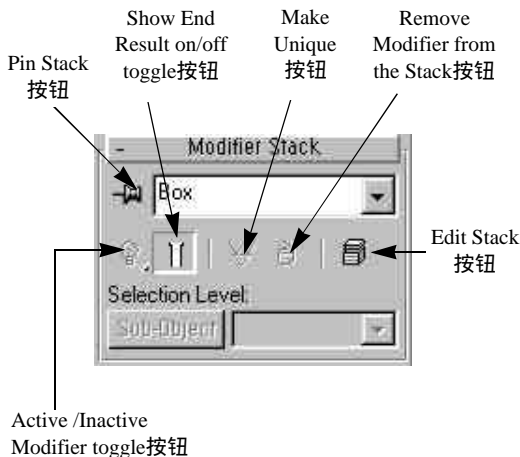 Show End
Result on/off
toggle按钮
Make
Unique
按钮
Remove
Modifier from
the Stack按钮
Pin Stack
按钮
- Modifier Stack
Box
Edit Stack
按钮
Selection Level:
Sub-Object
Active /Inactive
Modifier toggle按钮